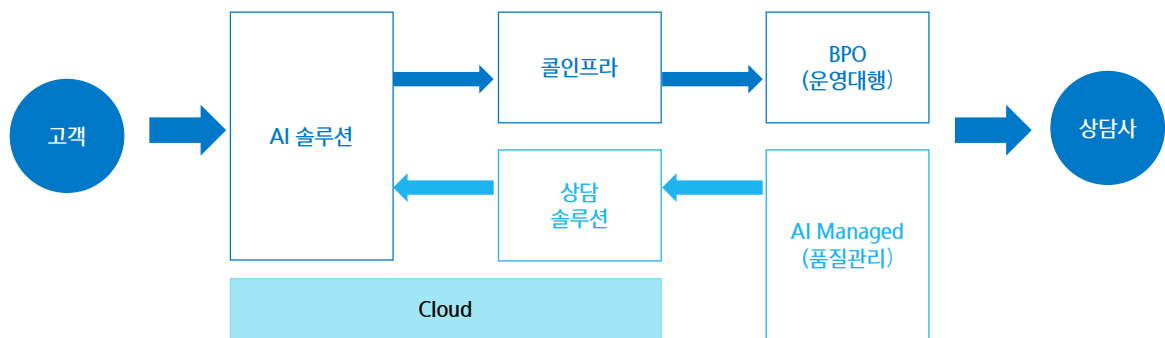 고객
AI 솔루션
콜인프라
BPO
(운영대행)
상담사
상담
솔루션
AI Managed
(품질관리)
Cloud